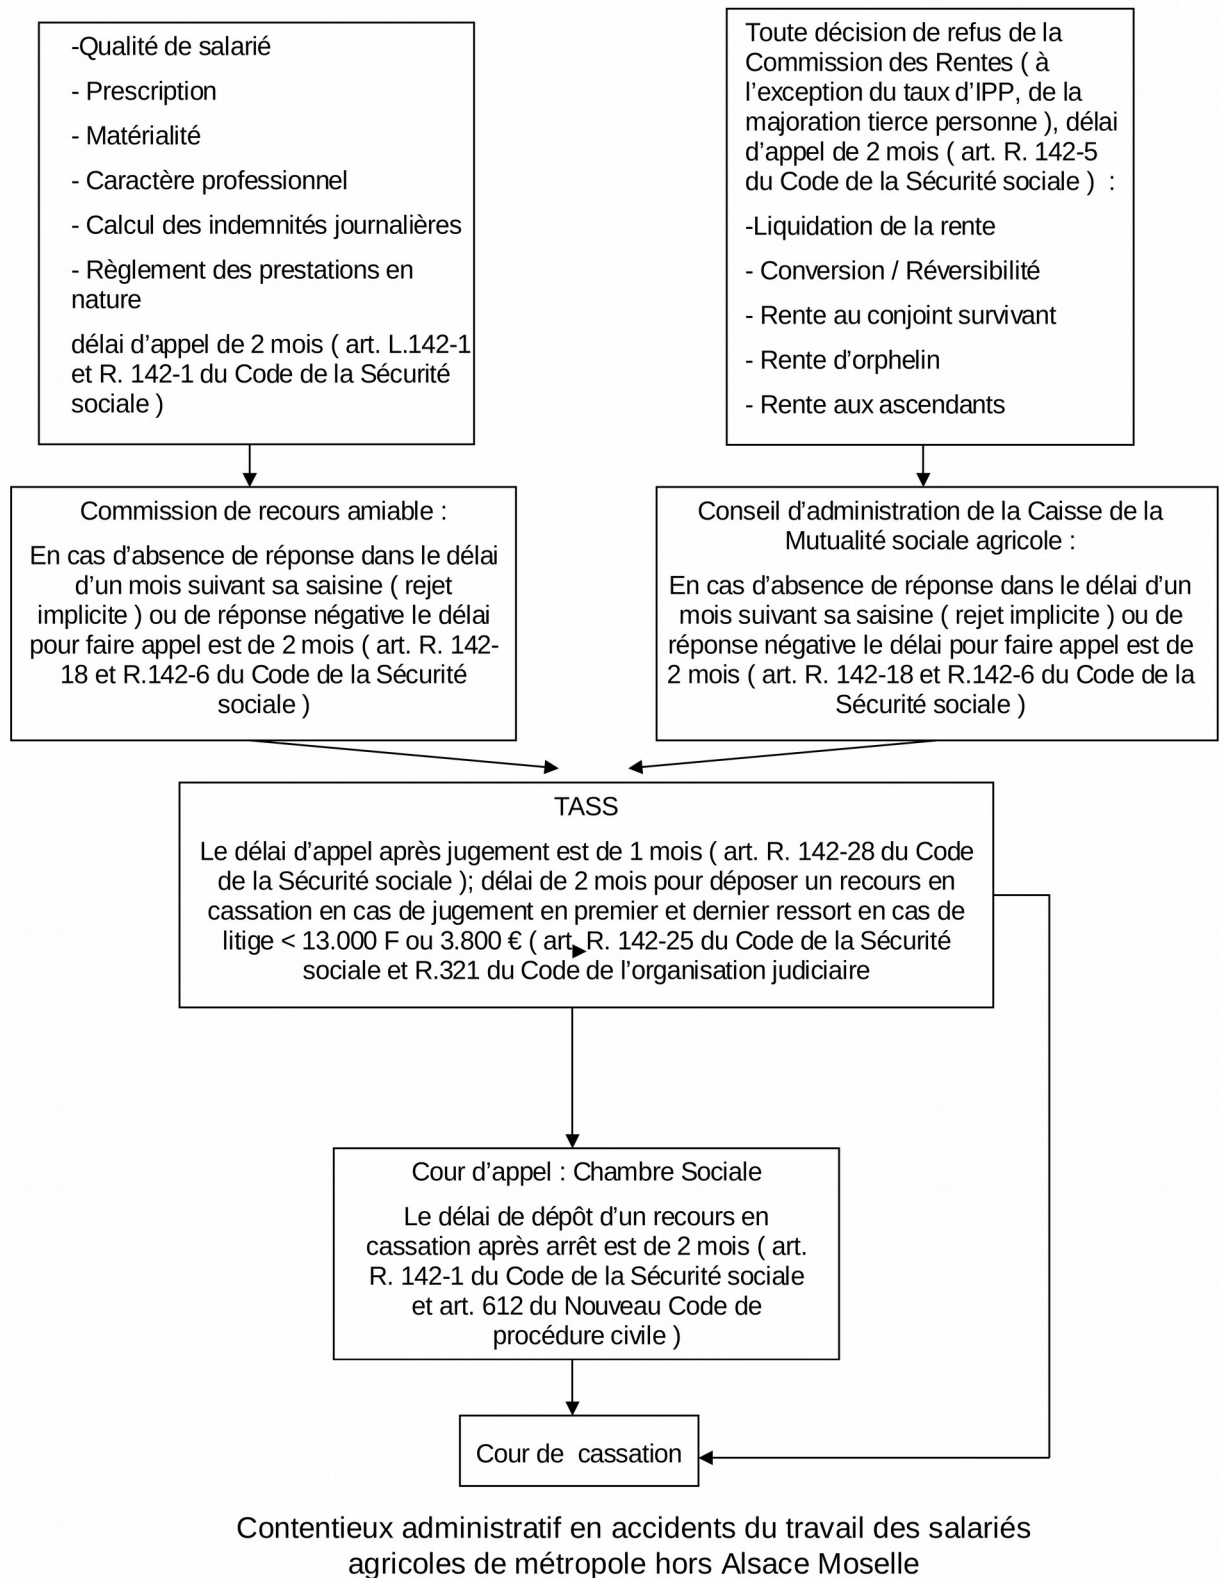 -Qualité de salarié
- Prescription
- Matérialité
- Caractère professionnel
- Calcul des indemnités journalières
- Règlement des prestations en
nature
délai d’appel de 2 mois ( art. L.142-1
et R. 142-1 du Code de la Sécurité
sociale )
Toute décision de refus de la
Commission des Rentes ( à
l’exception du taux d’IPP, de la
majoration tierce personne ), délai
d’appel de 2 mois ( art. R. 142-5
du Code de la Sécurité sociale )  :
-Liquidation de la rente
- Conversion / Réversibilité
- Rente au conjoint survivant
- Rente d’orphelin
- Rente aux ascendants
Commission de recours amiable :
En cas d’absence de réponse dans le délai
d’un mois suivant sa saisine ( rejet
implicite ) ou de réponse négative le délai
pour faire appel est de 2 mois ( art. R. 142-
18 et R.142-6 du Code de la Sécurité
sociale )
Conseil d’administration de la Caisse de la
Mutualité sociale agricole :
En cas d’absence de réponse dans le délai d’un
mois suivant sa saisine ( rejet implicite ) ou de
réponse négative le délai pour faire appel est de
2 mois ( art. R. 142-18 et R.142-6 du Code de la
Sécurité sociale )
TASS
Le délai d’appel après jugement est de 1 mois ( art. R. 142-28 du Code
de la Sécurité sociale ); délai de 2 mois pour déposer un recours en
cassation en cas de jugement en premier et dernier ressort en cas de
litige < 13.000 F ou 3.800 € ( art. R. 142-25 du Code de la Sécurité
sociale et R.321 du Code de l’organisation judiciaire
Cour d’appel : Chambre Sociale
Le délai de dépôt d’un recours en
cassation après arrêt est de 2 mois ( art.
R. 142-1 du Code de la Sécurité sociale
et art. 612 du Nouveau Code de
procédure civile )
Cour de  cassation
Contentieux administratif en accidents du travail des salariés
agricoles de métropole hors Alsace Moselle